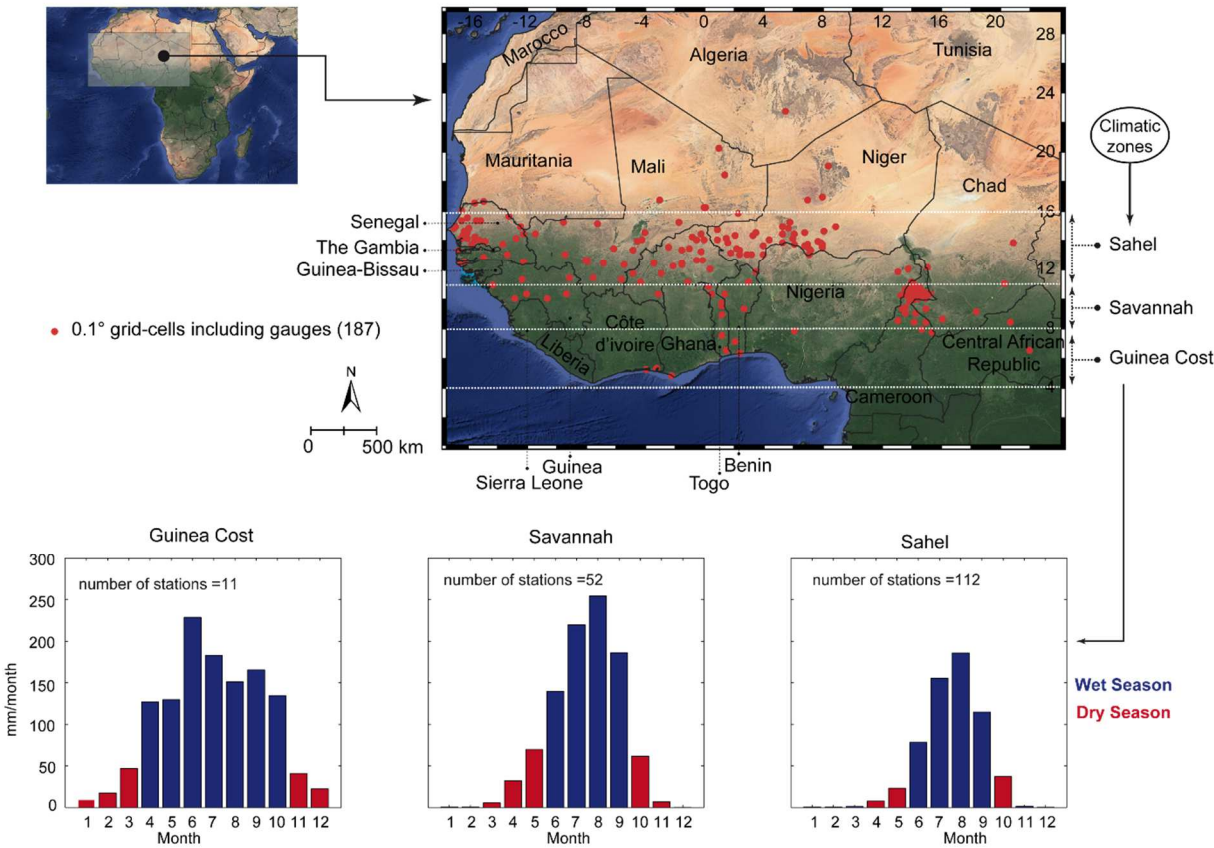 -16 -12 -8 -4 0 4 8 12 16 20
28
Marocco
Algeria
Tunisia
24
Climatic
zones
20
Mauritania
Mali
Niger
Chad
16
Senegal
The Gambia
Guinea-Bissau
Sahel
12
Nigeria
Savannah
0.1° grid-cells including gauges (187)
Côte
d'ivoire
Ghana
8
Liberia
Central African
Republic
Guinea Cost
4
Cameroon
N
0 500 km
Guinea
Benin
Sierra Leone
Togo
Guinea Cost
Savannah
Sahel
number of stations =11
number of stations =52
number of stations =112
300
250
200
150
100
50
0
mm/month
Wet Season
Dry Season
1 2 3 4 5 6 7 8 9 10 11 12
1 2 3 4 5 6 7 8 9 10 11 12
1 2 3 4 5 6 7 8 9 10 11 12
Month
Month
Month